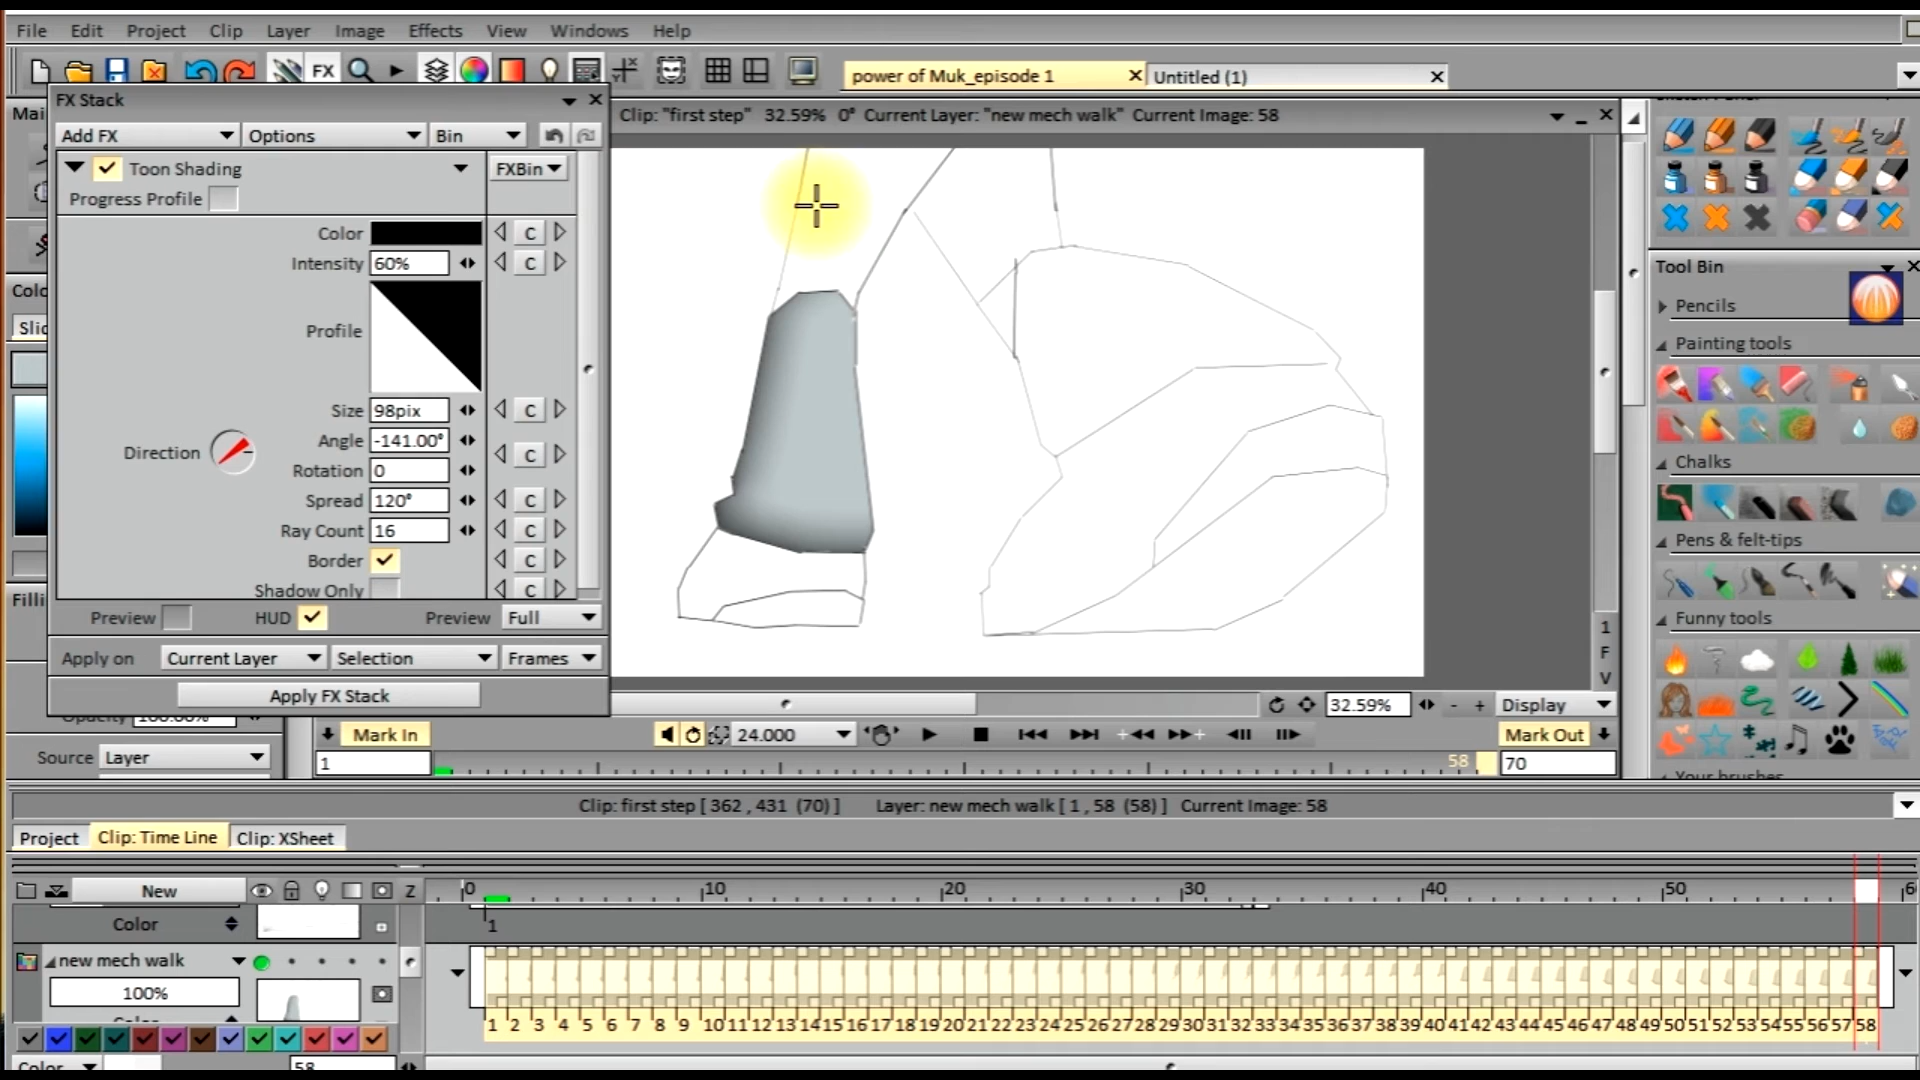 File Edit Project Clip Layer Image Effects View Windows Help
FX
power of Muk_episode 1
Untitled (1)
FX Stack
Clip: "first step" 32.59% 0° Current Layer: "new mech walk" Current Image: 58
Add FX Options Bin
Toon Shading FXBin
Progress Profile
Color C
Intensity 60% C
Profile
Size 98pix C
Angle -141.00° C
Direction
Rotation 0
Spread 120° C
Ray Count 16 C
Border C
Shadow Only C
Preview HUD Preview Full
Apply on Current Layer Selection Frames
Apply FX Stack
Source Layer
Tool Bin
Pencils
Painting tools
Chalks
Pens & felt-tips
Funny tools
Your brushes
1
F
V
32.59% - + Display
Mark In 24.000 Mark Out
1 58 70
Clip: first step [ 362 , 431 (70) ] Layer: new mech walk [ 1 , 58 (58) ] Current Image: 58
Project Clip: Time Line Clip: XSheet
New Z 0 10 20 30 40 50
Color 1
new mech walk
100%
1 2 3 4 5 6 7 8 9 10 11 12 13 14 15 16 17 18 19 20 21 22 23 24 25 26 27 28 29 30 31 32 33 34 35 36 37 38 39 40 41 42 43 44 45 46 47 48 49 50 51 52 53 54 55 56 57 58
Color 58